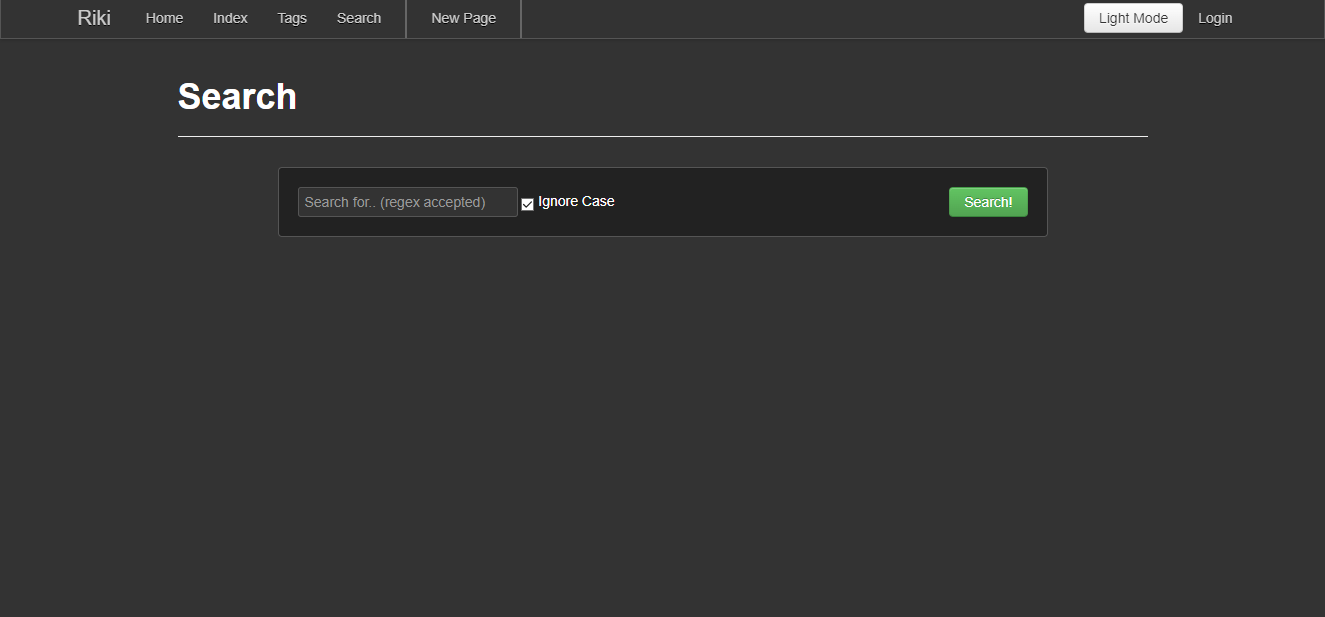 Riki Home Index Tags Search New Page Light Mode Login
Search
Search for.. (regex accepted) Ignore Case Search!